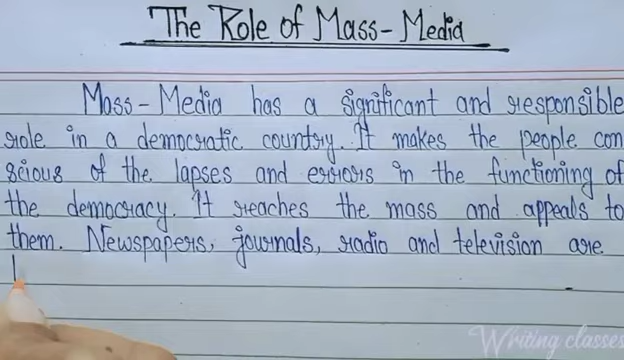 The Role of Mass-Media
Mass-Media has a significant and responsible
role in a democratic country. It makes the people con
scious of the lapses and errors in the functioning of
the democracy. It reaches the mass and appeals to
them. Newspapers, journals, radio and television are
Writing classes